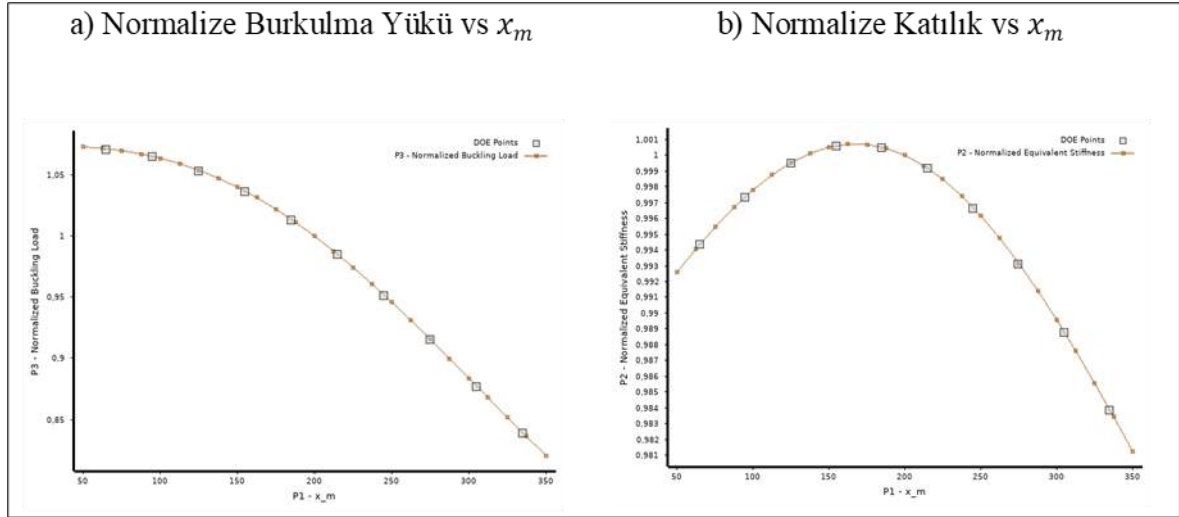 a) Normalize Burkulma Yükü vs x_m
b) Normalize Katılık vs x_m
DOE Points
P3 - Normalized Buckling Load
1,05
1
0,95
0,9
0,85
P3 - Normalized Buckling Load
50 100 150 200 250 300 350
P1 - x_m
DOE Points
P2 - Normalized Equivalent Stiffness
1,001
1
0,999
0,998
0,997
0,996
0,995
0,994
0,993
0,992
0,991
0,99
0,989
0,988
0,987
0,986
0,985
0,984
0,983
0,982
0,981
P2 - Normalized Equivalent Stiffness
50 100 150 200 250 300 350
P1 - x_m